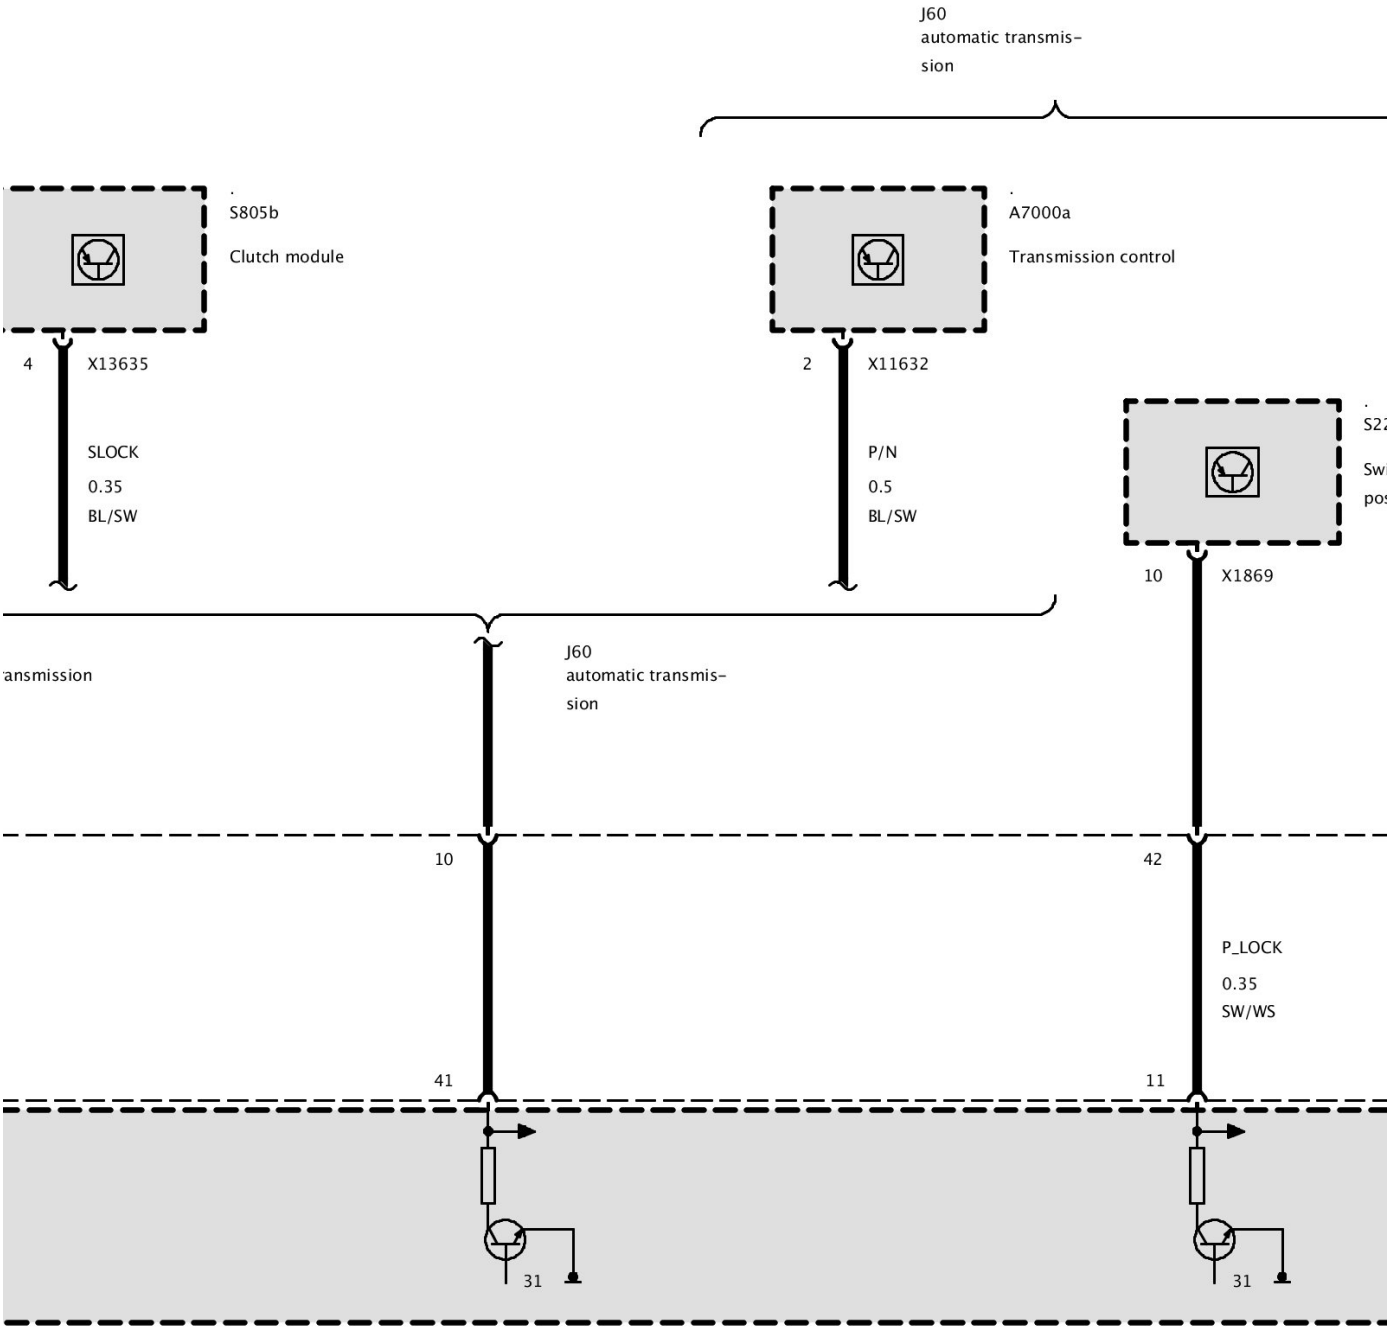 J60
automatic transmis-
sion
.
S805b
Clutch module
.
A7000a
Transmission control
4 X13635
2 X11632
.
SLOCK
0.35
BL/SW
P/N
0.5
BL/SW
10 X1869
J60
automatic transmis-
sion
10
42
P_LOCK
0.35
SW/WS
41
11
31
31